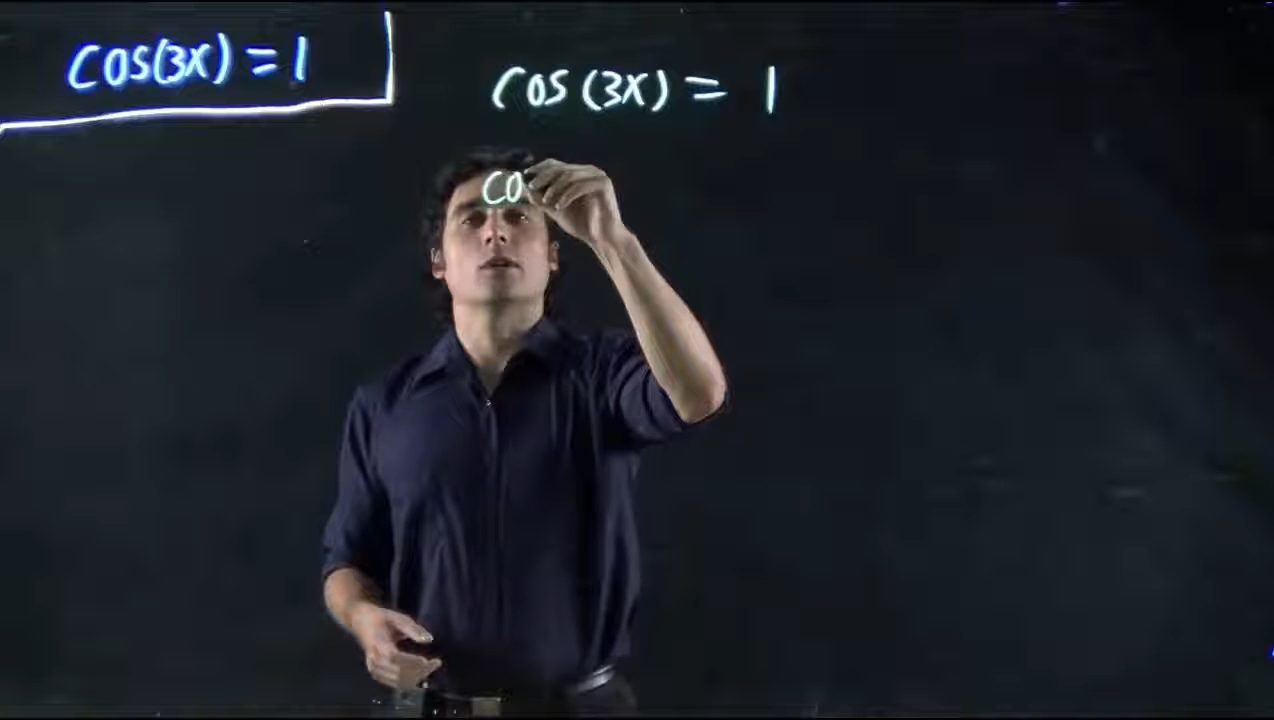 cos(3x) = 1
cos(3x) = 1
co